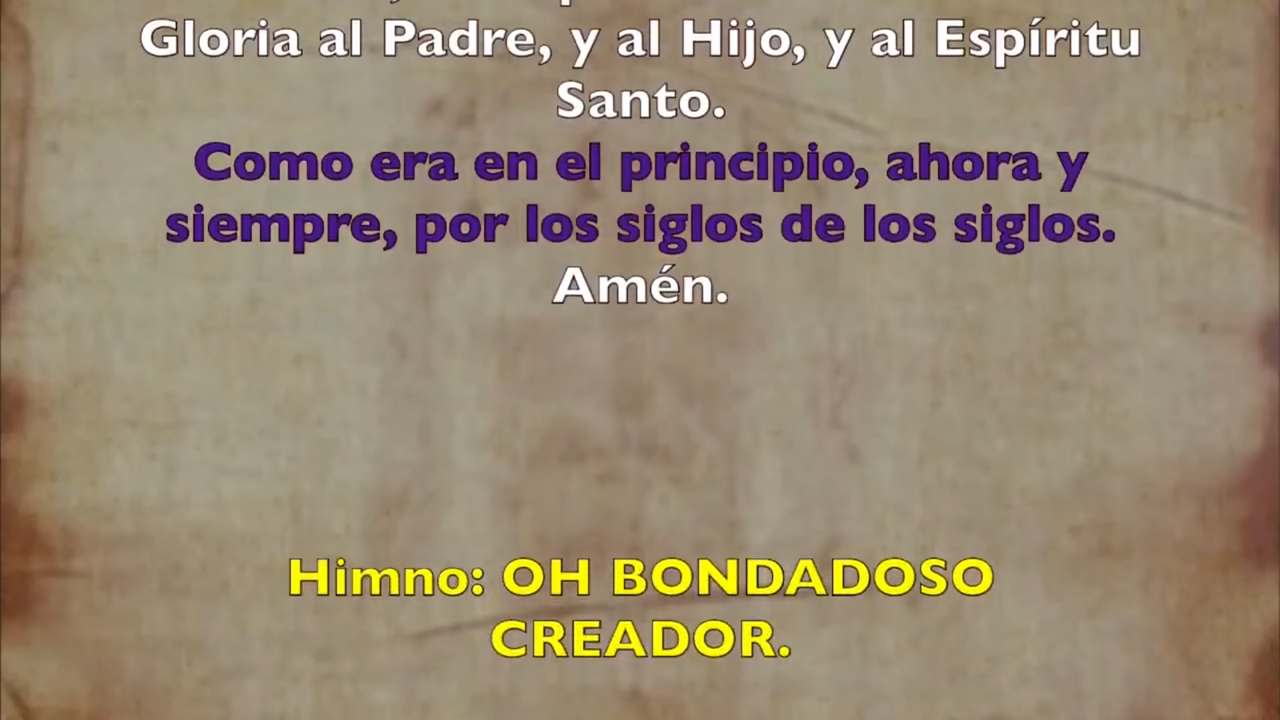 Gloria al Padre, y al Hijo, y al Espíritu
Santo.
Como era en el principio, ahora y
siempre, por los siglos de los siglos.
Amén.
Himno: OH BONDADOSO
CREADOR.